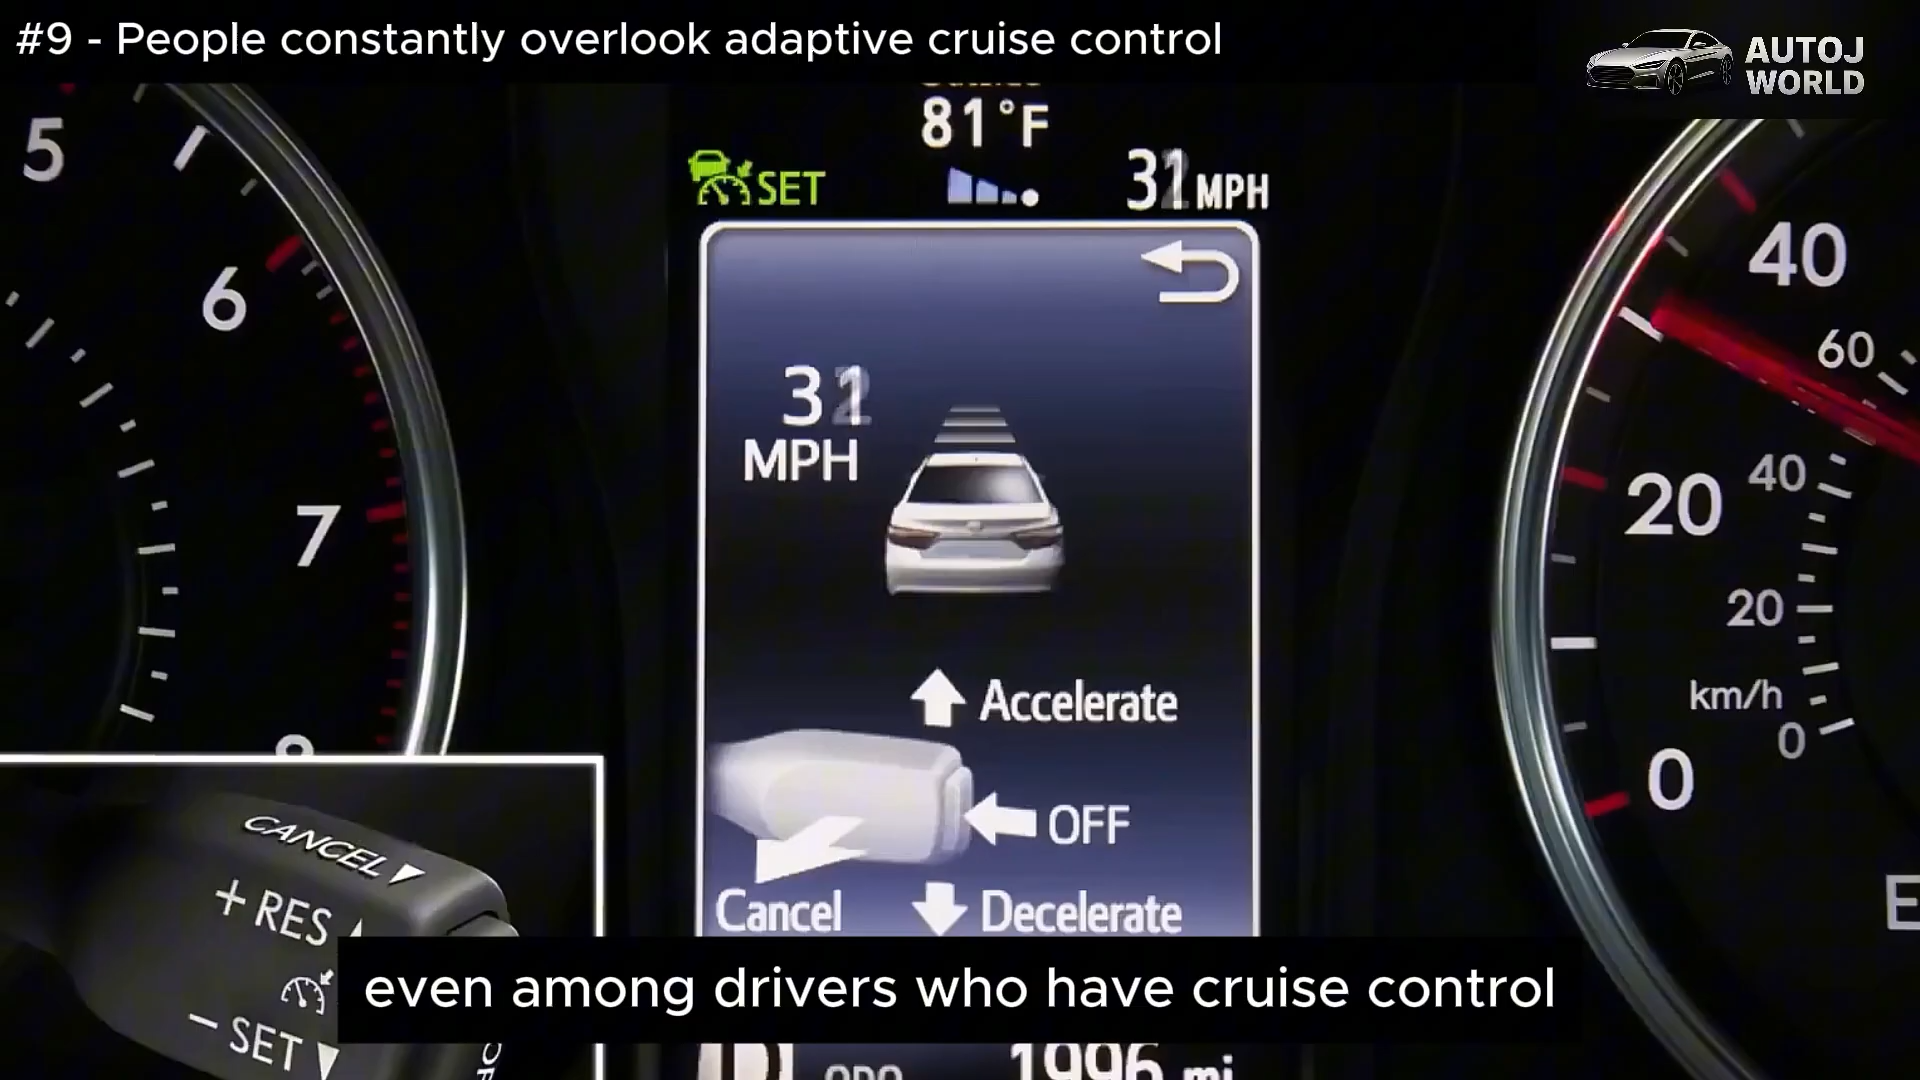 #9 - People constantly overlook adaptive cruise control
AUTOJ
WORLD
81°F
SET
MPH
5
6
7
MPH
40
60
20
40
20
km/h
0
0
Accelerate
OFF
Cancel
Decelerate
CANCEL
+ RES
- SET
E
even among drivers who have cruise control
ODO
1996 mi